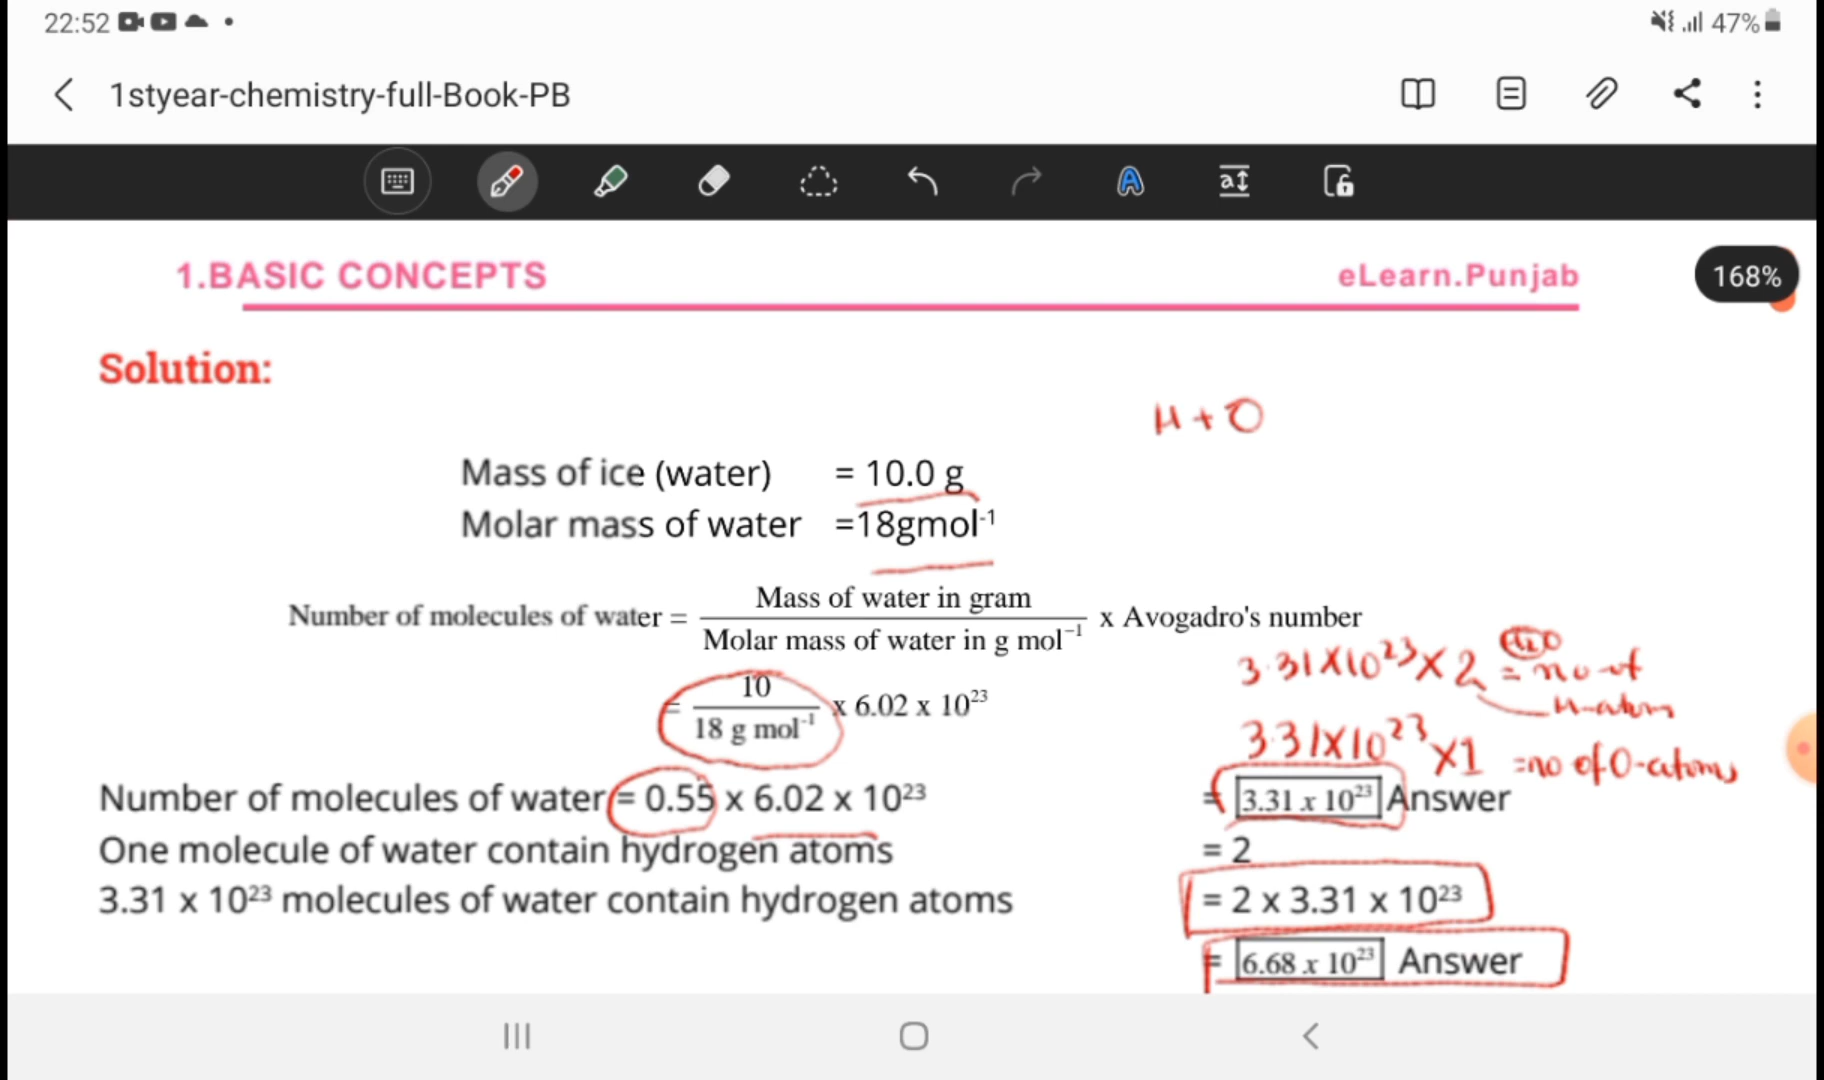 22:52
47%
1styear-chemistry-full-Book-PB
1.BASIC CONCEPTS
eLearn.Punjab
168%
Solution:
H + O
Mass of ice (water) = 10.0 g
Molar mass of water =18gmol⁻¹
Number of molecules of water = Mass of water in gram / Molar mass of water in g mol⁻¹ x Avogadro's number
= 10 / 18 g mol⁻¹ x 6.02 x 10²³
3.31X10²³X2 = no of
H-atom
3.31X10²³X1 =no of O-atoms
Number of molecules of water = 0.55 x 6.02 x 10²³ = 3.31 x 10²³ Answer
One molecule of water contain hydrogen atoms = 2
3.31 x 10²³ molecules of water contain hydrogen atoms = 2 x 3.31 x 10²³
= 6.68 x 10²³ Answer